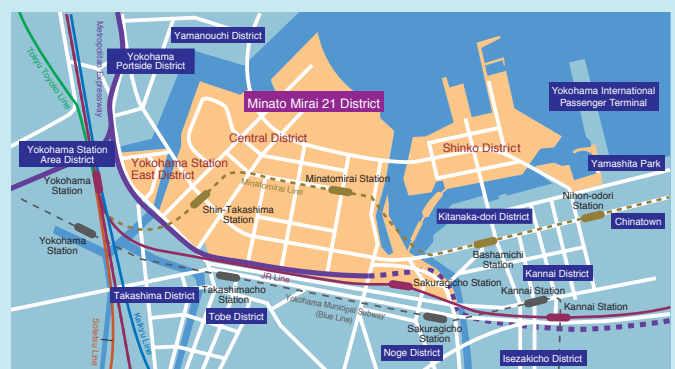 Yamanouchi District
Yokohama
Portside District
Metropolitan Expressway
Tokyu Toyoko Line
Minato Mirai 21 District
Yokohama International
Passenger Terminal
Central District
Shinko District
Yokohama Station
Area District
Yokohama Station
East District
Yamashita Park
Yokohama
Station
Minatomirai Station
Minatomirai Line
Shin-Takashima
Station
Nihon-odori
Station
Kitanaka-dori District
Chinatown
Yokohama
Station
Bashamichi
Station
Kannai District
JR Line
Takashimacho
Station
Sakuragicho Station
Kannai Station
Takashima District
Yokohama Municipal Subway
(Blue Line)
Kannai Station
Tobe District
Sakuragicho
Station
Sotetsu Line
Keikyu Line
Noge District
Isezakicho District